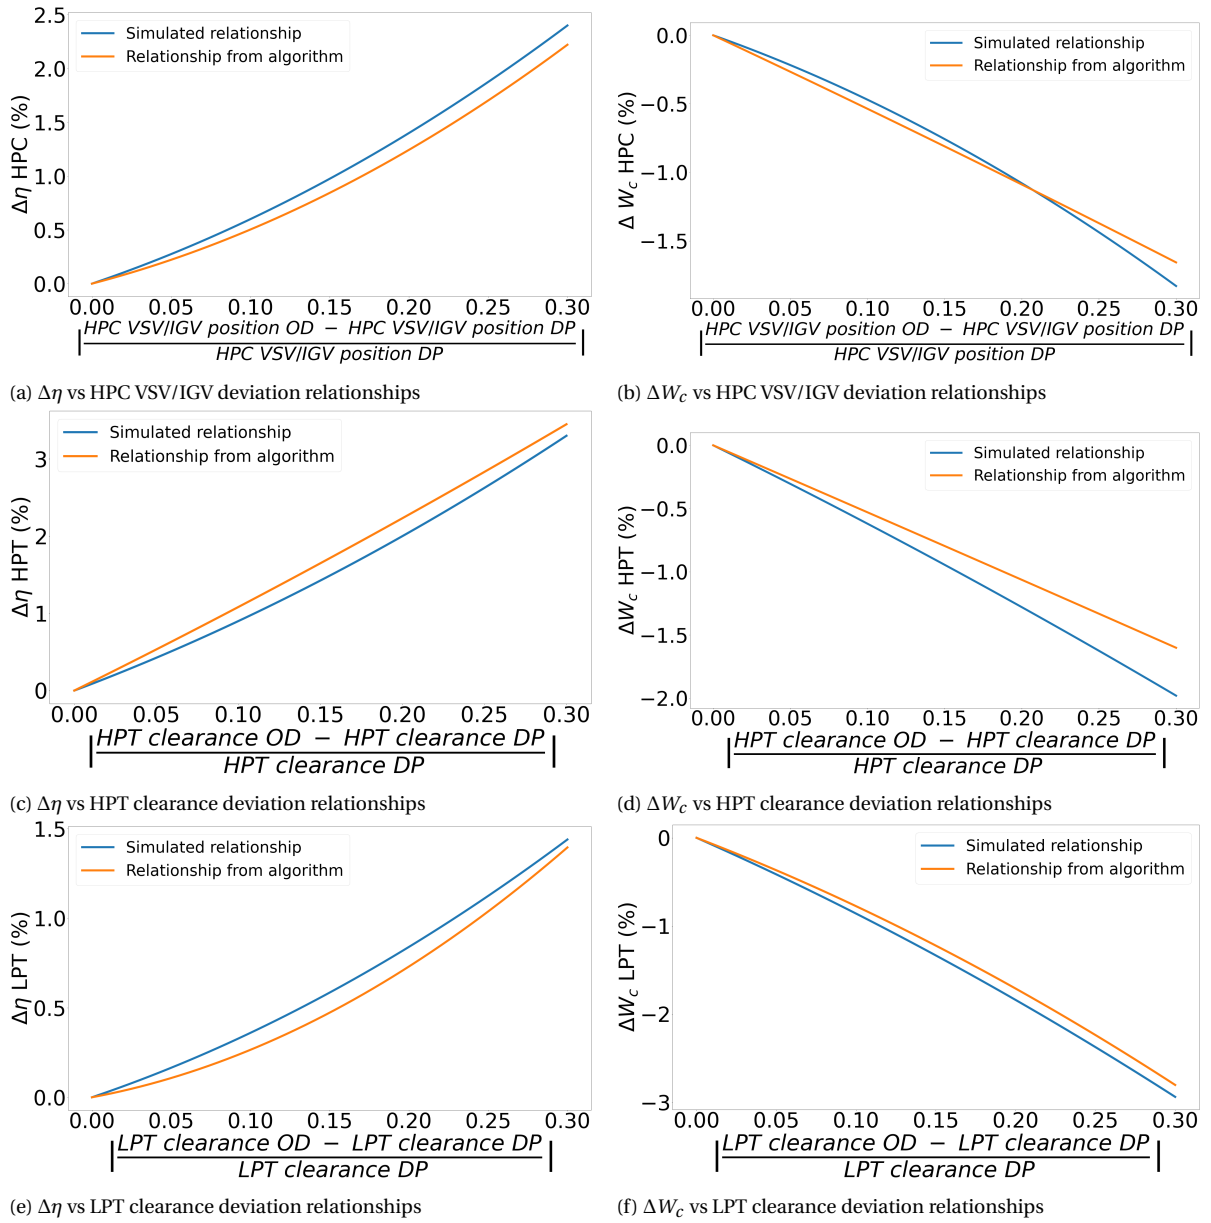 Δη HPC (%)
2.5
2.0
1.5
1.0
0.5
0.0
Simulated relationship
Relationship from algorithm
0.00 0.05 0.10 0.15 0.20 0.25 0.30
HPC VSV/IGV position OD − HPC VSV/IGV position DP
HPC VSV/IGV position DP
(a) Δη vs HPC VSV/IGV deviation relationships
Δ W_c HPC (%)
0.0
−0.5
−1.0
−1.5
Simulated relationship
Relationship from algorithm
0.00 0.05 0.10 0.15 0.20 0.25 0.30
HPC VSV/IGV position OD − HPC VSV/IGV position DP
HPC VSV/IGV position DP
(b) ΔW_c vs HPC VSV/IGV deviation relationships
Δη HPT (%)
3
2
1
0
Simulated relationship
Relationship from algorithm
0.00 0.05 0.10 0.15 0.20 0.25 0.30
HPT clearance OD − HPT clearance DP
HPT clearance DP
(c) Δη vs HPT clearance deviation relationships
ΔW_c HPT (%)
0.0
−0.5
−1.0
−1.5
−2.0
Simulated relationship
Relationship from algorithm
0.00 0.05 0.10 0.15 0.20 0.25 0.30
HPT clearance OD − HPT clearance DP
HPT clearance DP
(d) ΔW_c vs HPT clearance deviation relationships
Δη LPT (%)
1.5
1.0
0.5
0.0
Simulated relationship
Relationship from algorithm
0.00 0.05 0.10 0.15 0.20 0.25 0.30
LPT clearance OD − LPT clearance DP
LPT clearance DP
(e) Δη vs LPT clearance deviation relationships
ΔW_c LPT (%)
0
−1
−2
−3
Simulated relationship
Relationship from algorithm
0.00 0.05 0.10 0.15 0.20 0.25 0.30
LPT clearance OD − LPT clearance DP
LPT clearance DP
(f) ΔW_c vs LPT clearance deviation relationships